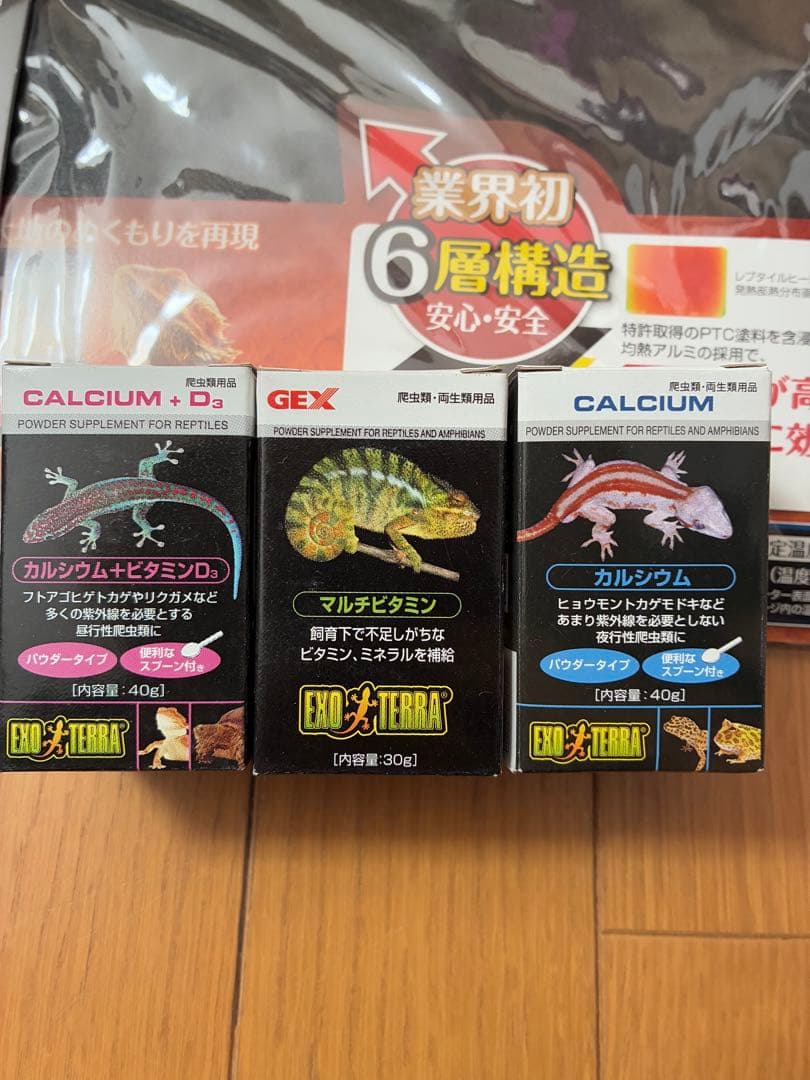 業界初
6層構造
安心・安全
ぬくもりを再現
レプタイルヒー
発熱部熱分布
特許取得のPTC塗料を含浸
均熱アルミの採用で、
が高
に効
定温
(温度
爬虫類用品
CALCIUM + D3
POWDER SUPPLEMENT FOR REPTILES
カルシウム+ビタミンD3
フトアゴヒゲトカゲやリクガメなど
多くの紫外線を必要とする
昼行性爬虫類に
パウダータイプ
便利な
スプーン付き
[内容量:40g]
EXO TERRA®
GEX
爬虫類・両生類用品
POWDER SUPPLEMENT FOR REPTILES AND AMPHIBIANS
マルチビタミン
飼育下で不足しがちな
ビタミン、ミネラルを補給
EXO TERRA®
[内容量:30g]
爬虫類・両生類用品
CALCIUM
POWDER SUPPLEMENT FOR REPTILES AND AMPHIBIANS
カルシウム
ヒョウモントカゲモドキなど
あまり紫外線を必要としない
夜行性爬虫類に
パウダータイプ
便利な
スプーン付き
[内容量:40g]
EXO TERRA®